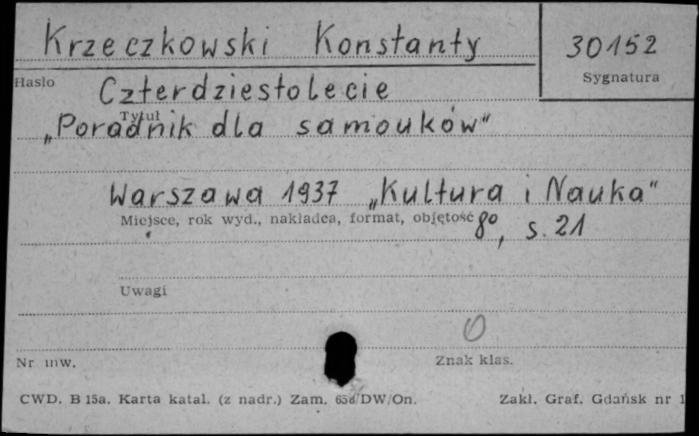 Krzeczkowski Konstanty
30152
Sygnatura
Hasło
Czterdziestolecie
Tytuł
„Poradnik dla samouków"
Warszawa 1937 „Kultura i Nauka"
Miejsce, rok wyd., nakładca, format, objętość
8º, s. 21
Uwagi
0
Nr inw.
Znak klas.
CWD. B 15a. Karta katal. (z nadr.) Zam. DW/On.
Zakł. Graf. Gdańsk nr 1